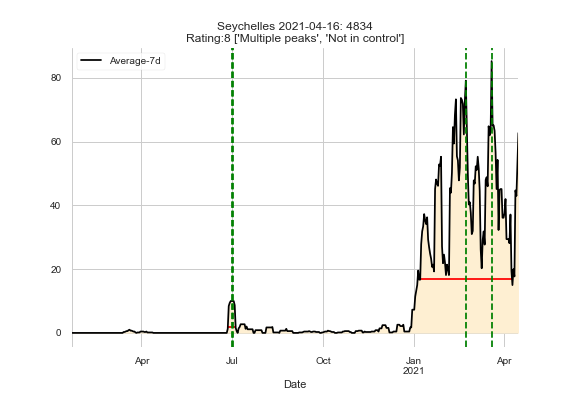 Seychelles 2021-04-16: 4834
Rating:8 ['Multiple peaks', 'Not in control']
Average-7d
80
60
40
20
0
Apr
Jul
Oct
Jan
2021
Apr
Date